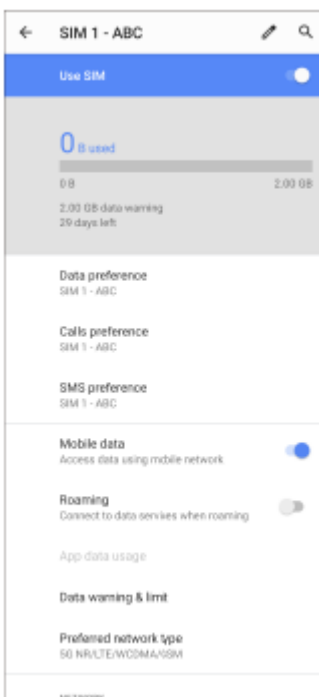 SIM 1 - ABC
Use SIM
0 B used
0 B 2.00 GB
2.00 GB data warning
29 days left
Data preference
SIM 1 - ABC
Calls preference
SIM 1 - ABC
SMS preference
SIM 1 - ABC
Mobile data
Access data using mobile network
Roaming
Connect to data services when roaming
App data usage
Data warning & limit
Preferred network type
5G NR/LTE/WCDMA/GSM